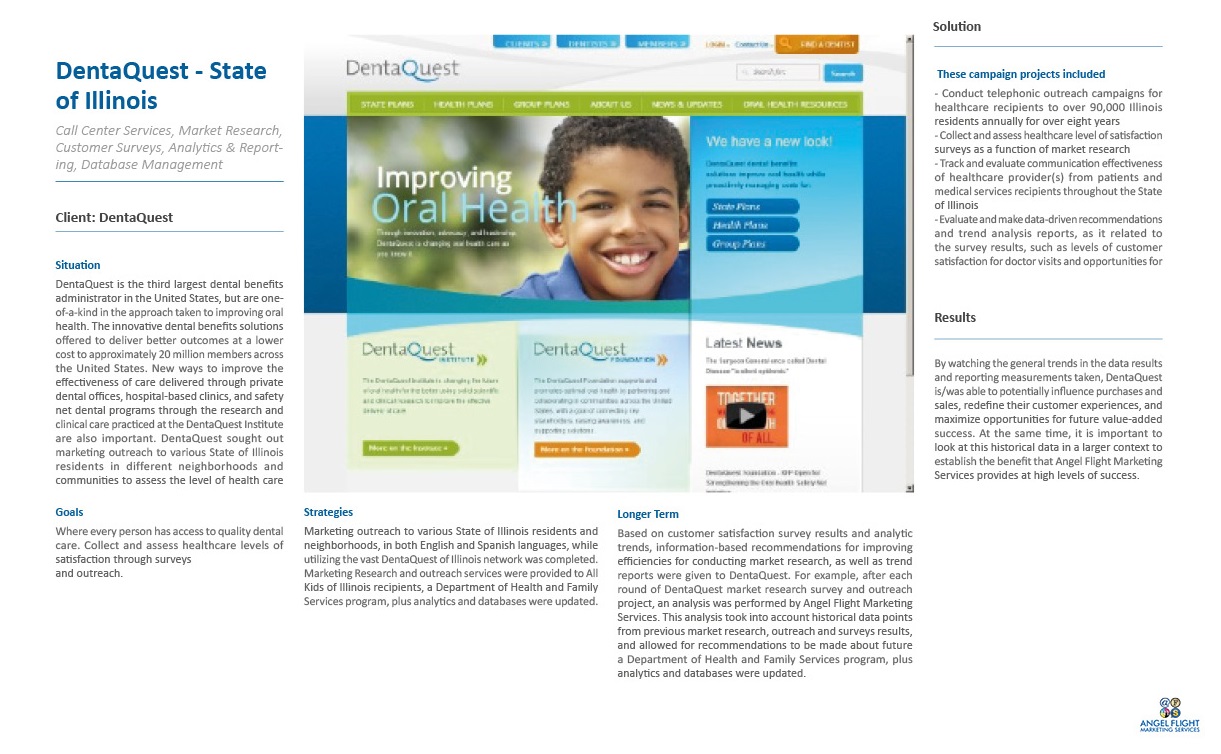 DentaQuest - State
of Illinois
Call Center Services, Market Research,
Customer Surveys, Analytics & Report-
ing, Database Management
Client: DentaQuest
Situation
DentaQuest is the third largest dental benefits
administrator in the United States, but are one-
of-a-kind in the approach taken to improving oral
health. The innovative dental benefits solutions
offered to deliver better outcomes at a lower
cost to approximately 20 million members across
the United States. New ways to improve the
effectiveness of care delivered through private
dental offices, hospital-based clinics, and safety
net dental programs through the research and
clinical care practiced at the DentaQuest Institute
are also important. DentaQuest sought out
marketing outreach to various State of Illinois
residents in different neighborhoods and
communities to assess the level of health care
Goals
Where every person has access to quality dental
care. Collect and assess healthcare levels of
satisfaction through surveys
and outreach.
CLIENTS »
DENTISTS »
MEMBERS »
LOGIN
Contact Us
FIND A DENTIST
DentaQuest
Search
STATE PLANS
HEALTH PLANS
GROUP PLANS
ABOUT US
NEWS & UPDATES
ORAL HEALTH RESOURCES
Improving
Oral Health
Through innovation, advocacy, and leadership,
DentaQuest is changing oral health care as
you know it.
We have a new look!
DentaQuest dental benefits
solutions improve oral health while
proactively managing costs for:
State Plans
Health Plans
Group Plans
DentaQuest
INSTITUTE
The DentaQuest Institute is changing the future
of oral health for the better using solid scientific
and clinical research to improve the effective
delivery of care.
More on the Institute
DentaQuest
FOUNDATION
The DentaQuest Foundation supports and
promotes optimal oral health by partnering and
collaborating in communities across the United
States, with a goal of connecting key
stakeholders, raising awareness, and
supporting solutions.
More on the Foundation
Latest News
The Surgeon General once called Dental
Disease "a silent epidemic."
TOGETHER
OF ALL
DentaQuest Foundation - RFP Open for
Strengthening the Oral Health Safety Net
Initiative
Strategies
Marketing outreach to various State of Illinois residents and
neighborhoods, in both English and Spanish languages, while
utilizing the vast DentaQuest of Illinois network was completed.
Marketing Research and outreach services were provided to All
Kids of Illinois recipients, a Department of Health and Family
Services program, plus analytics and databases were updated.
Longer Term
Based on customer satisfaction survey results and analytic
trends, information-based recommendations for improving
efficiencies for conducting market research, as well as trend
reports were given to DentaQuest. For example, after each
round of DentaQuest market research survey and outreach
project, an analysis was performed by Angel Flight Marketing
Services. This analysis took into account historical data points
from previous market research, outreach and surveys results,
and allowed for recommendations to be made about future
a Department of Health and Family Services program, plus
analytics and databases were updated.
Solution
These campaign projects included
- Conduct telephonic outreach campaigns for
healthcare recipients to over 90,000 Illinois
residents annually for over eight years
- Collect and assess healthcare level of satisfaction
surveys as a function of market research
- Track and evaluate communication effectiveness
of healthcare provider(s) from patients and
medical services recipients throughout the State
of Illinois
- Evaluate and make data-driven recommendations
and trend analysis reports, as it related to
the survey results, such as levels of customer
satisfaction for doctor visits and opportunities for
Results
By watching the general trends in the data results
and reporting measurements taken, DentaQuest
is/was able to potentially influence purchases and
sales, redefine their customer experiences, and
maximize opportunities for future value-added
success. At the same time, it is important to
look at this historical data in a larger context to
establish the benefit that Angel Flight Marketing
Services provides at high levels of success.
ANGEL FLIGHT
MARKETING SERVICES